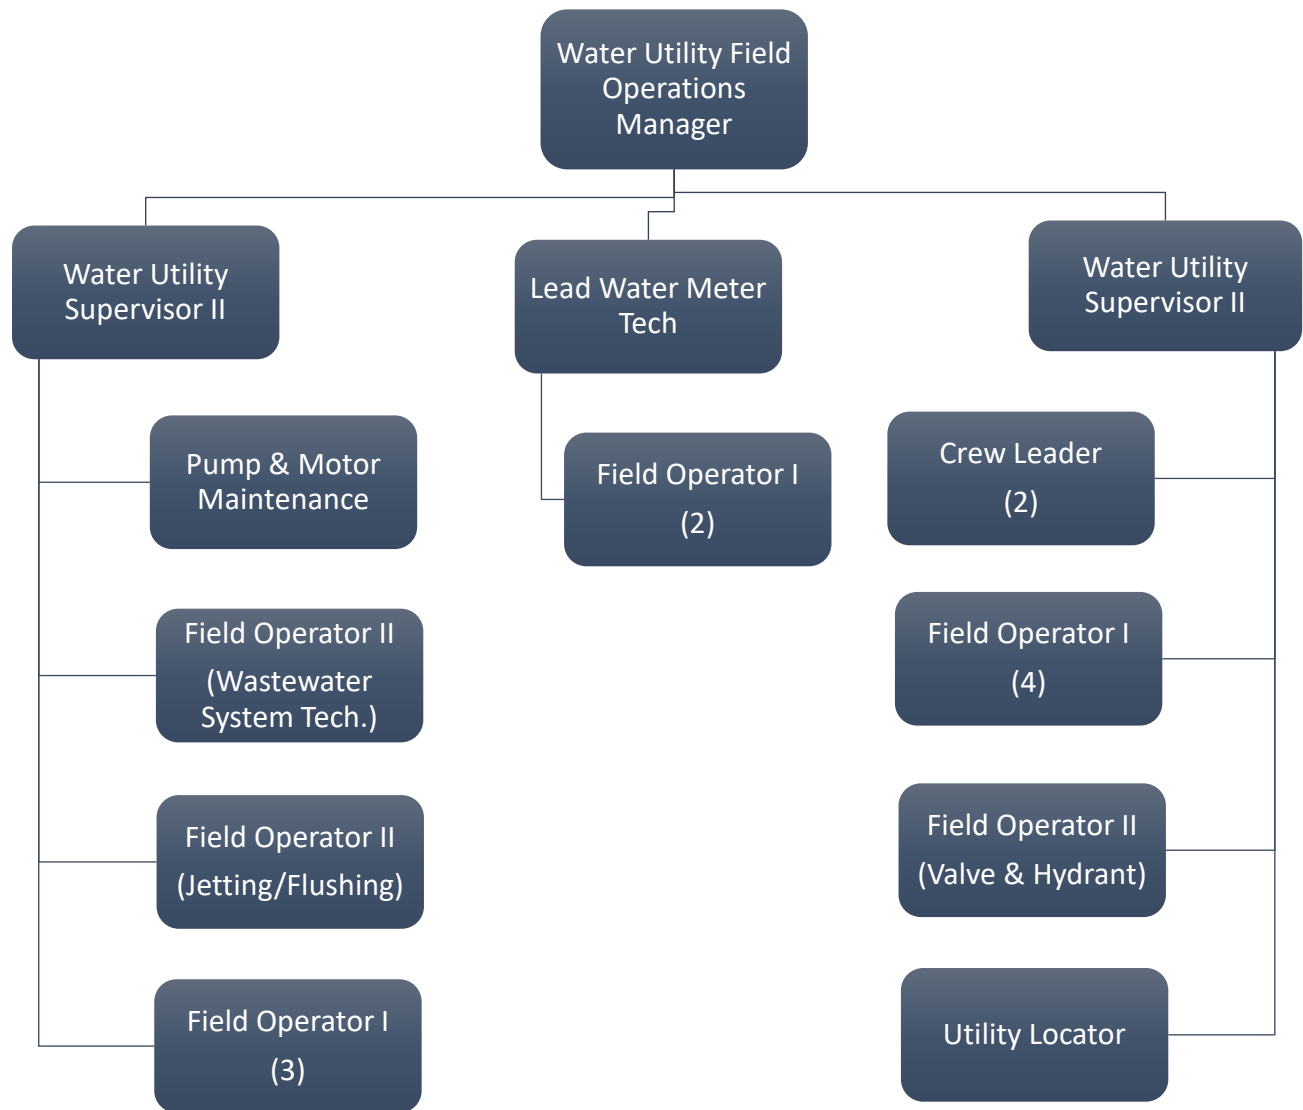 Water Utility Field
Operations
Manager
Water Utility
Supervisor II
Lead Water Meter
Tech
Water Utility
Supervisor II
Pump & Motor
Maintenance
Field Operator II
(Wastewater
System Tech.)
Field Operator II
(Jetting/Flushing)
Field Operator I
(3)
Field Operator I
(2)
Crew Leader
(2)
Field Operator I
(4)
Field Operator II
(Valve & Hydrant)
Utility Locator